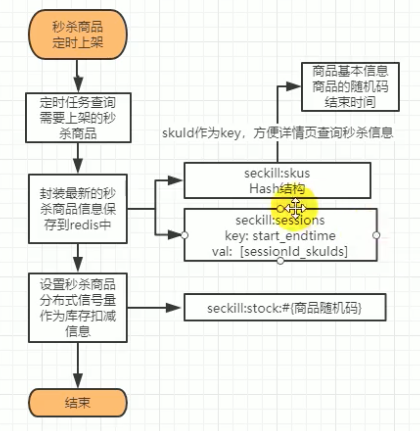 秒杀商品
定时上架
商品基本信息
商品的随机码
结束时间
定时任务查询
需要上架的秒
杀商品
skuId作为key，方便详情页查询秒杀信息
封装最新的秒
杀商品信息保
存到redis中
seckill:skus
Hash结构
seckill:sessions
key: start_endtime
val: [sessionId_skuIds]
设置秒杀商品
分布式信号量
作为库存扣减
信息
seckill:stock:#(商品随机码)
结束